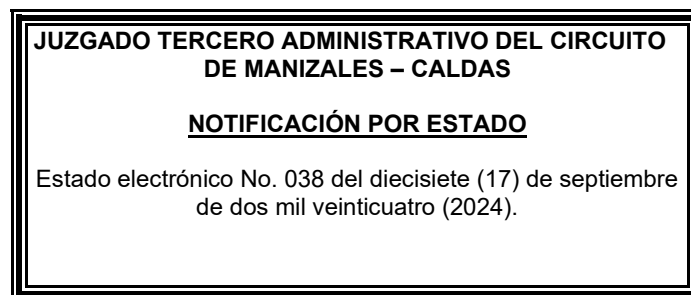 JUZGADO TERCERO ADMINISTRATIVO DEL CIRCUITO
DE MANIZALES – CALDAS
NOTIFICACIÓN POR ESTADO
Estado electrónico No. 038 del diecisiete (17) de septiembre
de dos mil veinticuatro (2024).